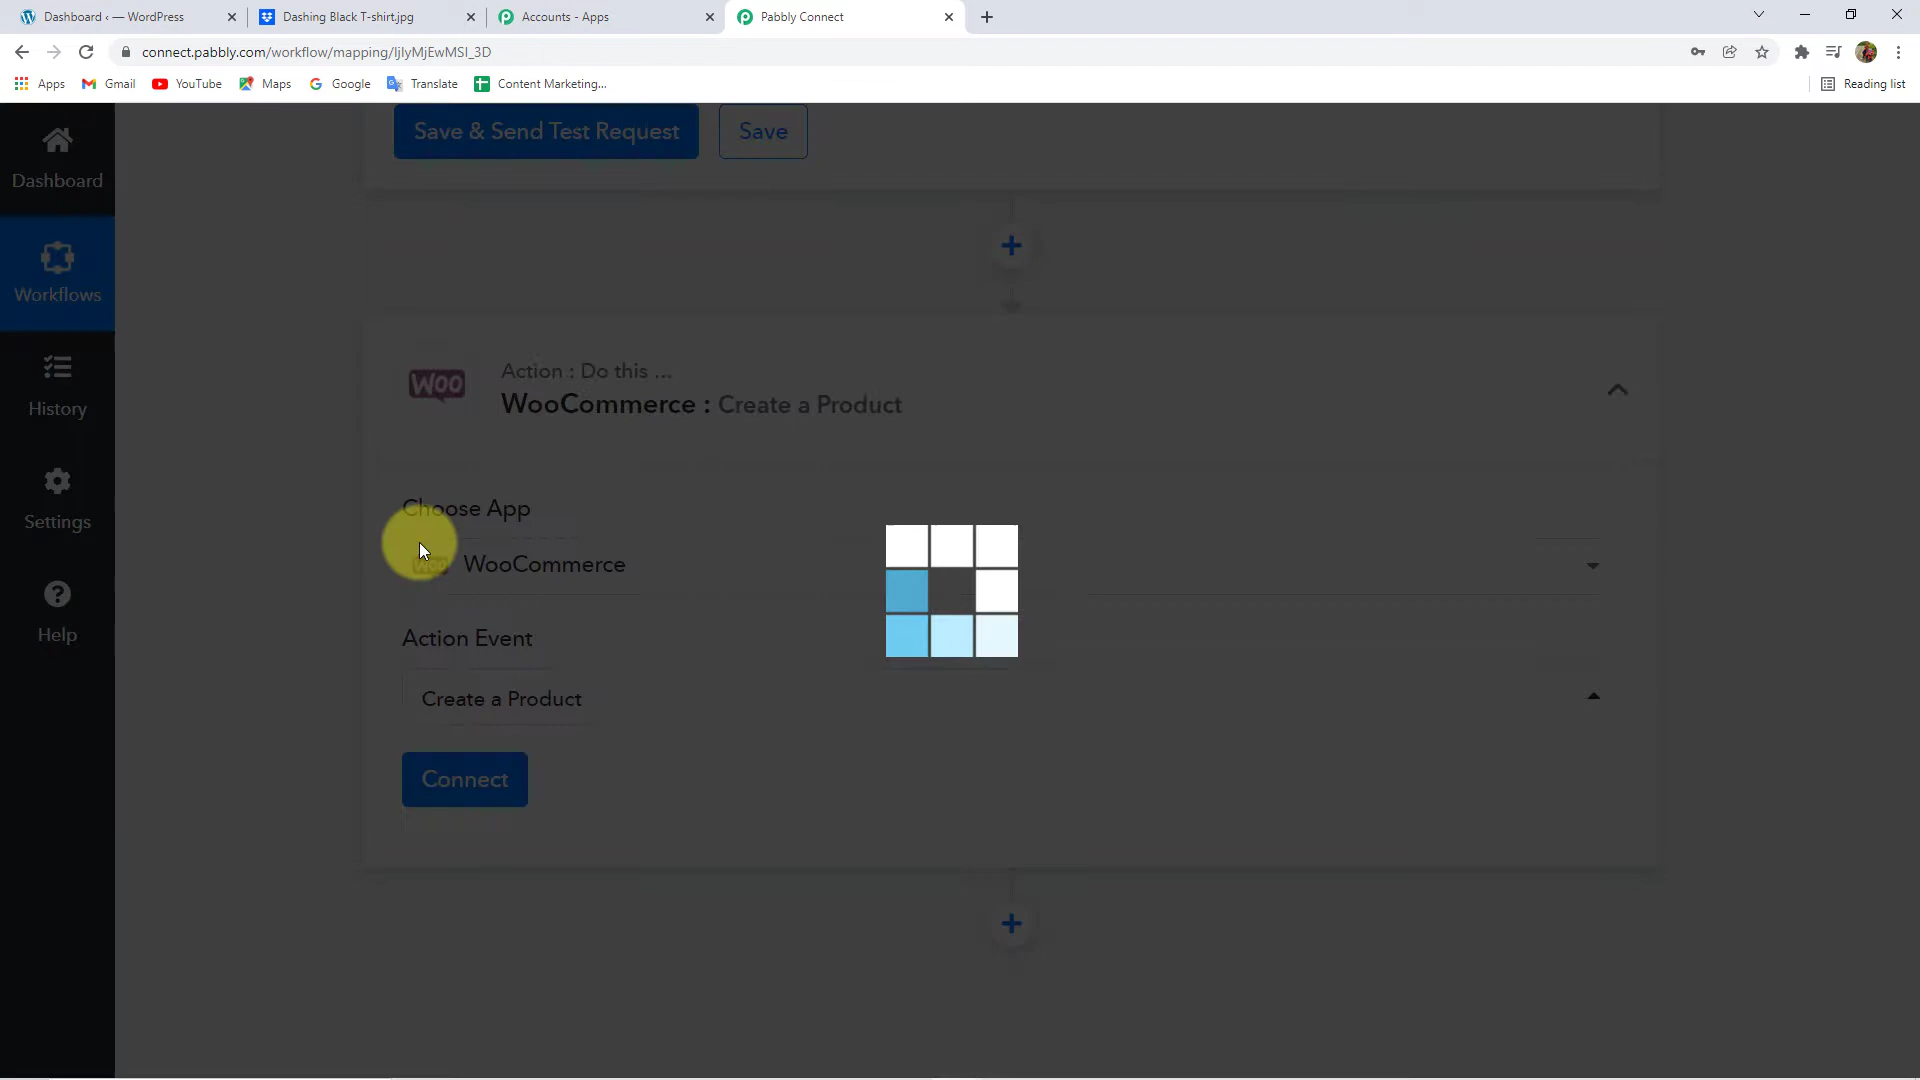 Dashboard ‹ — WordPress
Dashing Black T-shirt.jpg
Accounts - Apps
Pabbly Connect
connect.pabbly.com/workflow/mapping/IjIyMjEwMSI_3D
Apps
Gmail
YouTube
Maps
Google
Translate
Content Marketing...
Reading list
Save & Send Test Request
Save
Dashboard
Workflows
History
Settings
Help
WOO
Action : Do this ...
WooCommerce : Create a Product
Choose App
Woo
WooCommerce
Action Event
Create a Product
Connect